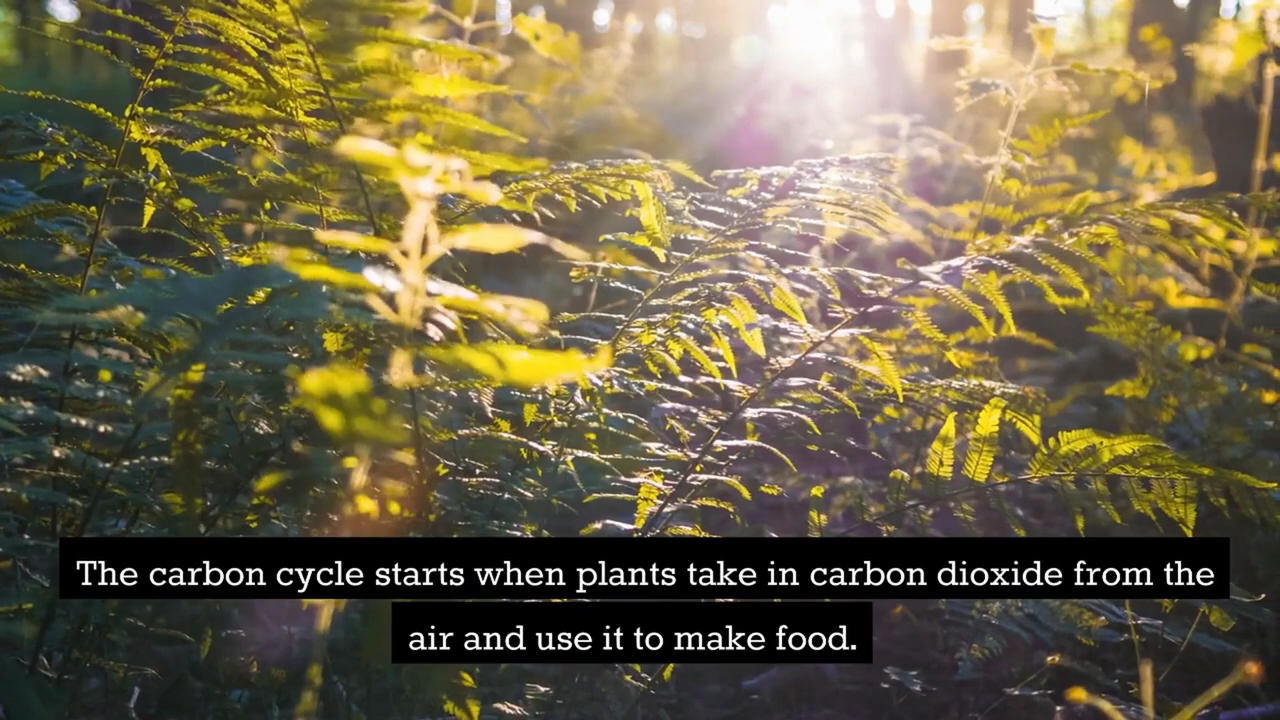 The carbon cycle starts when plants take in carbon dioxide from the
air and use it to make food.